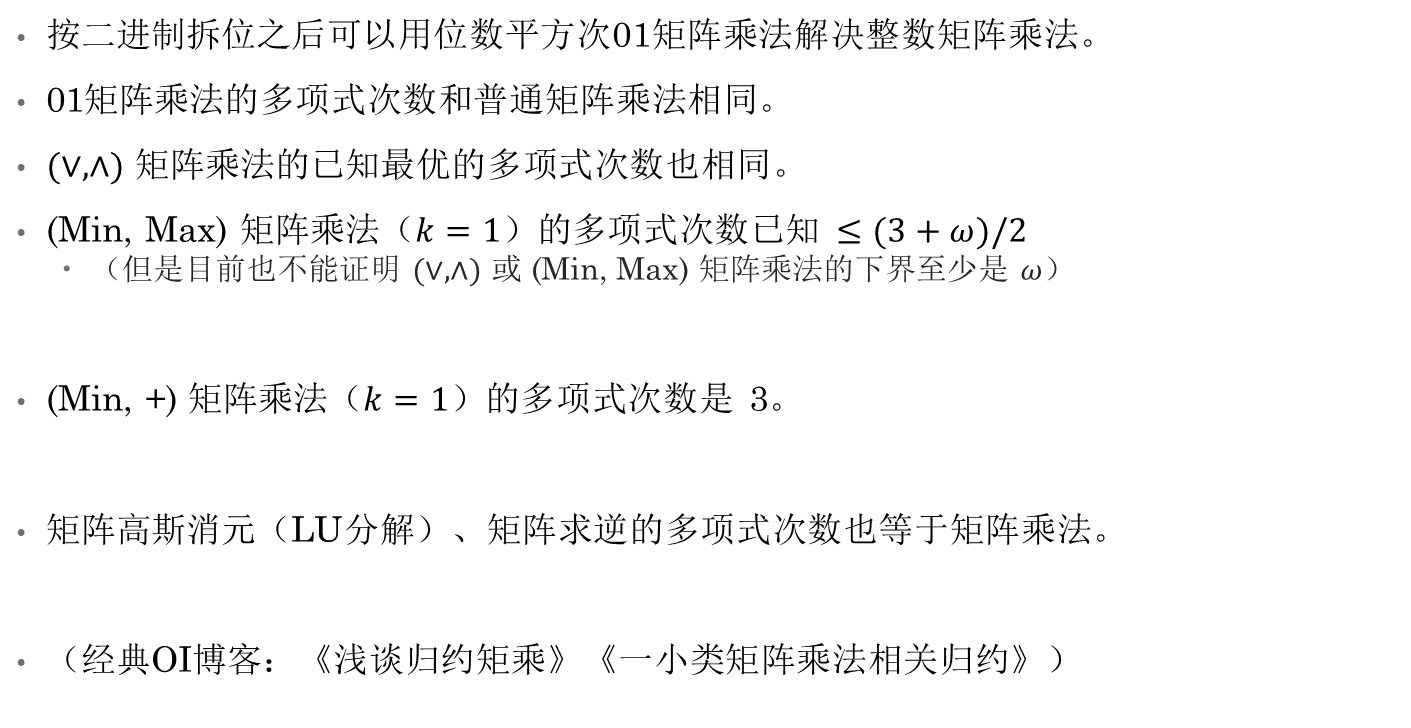 • 按二进制拆位之后可以用位数平方次01矩阵乘法解决整数矩阵乘法。
• 01矩阵乘法的多项式次数和普通矩阵乘法相同。
• (∨,∧) 矩阵乘法的已知最优的多项式次数也相同。
• (Min, Max) 矩阵乘法（k = 1）的多项式次数已知 ≤ (3 + ω)/2
• （但是目前也不能证明 (∨,∧) 或 (Min, Max) 矩阵乘法的下界至少是 ω）
• (Min, +) 矩阵乘法（k = 1）的多项式次数是 3。
• 矩阵高斯消元（LU分解）、矩阵求逆的多项式次数也等于矩阵乘法。
• （经典OI博客：《浅谈归约矩乘》《一小类矩阵乘法相关归约》）